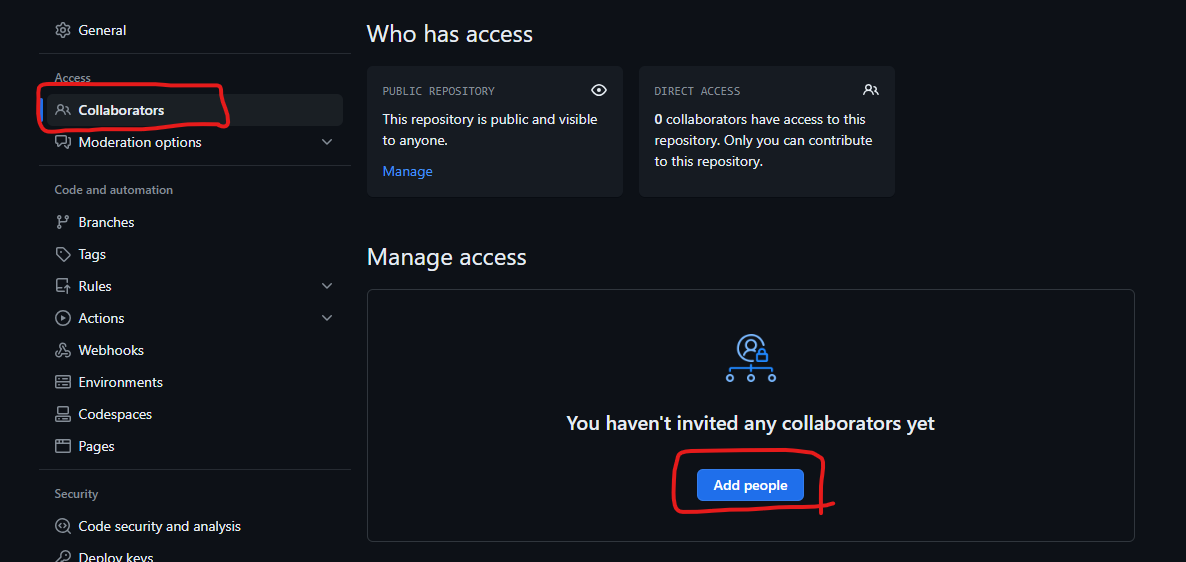 General
Access
Collaborators
Moderation options
Code and automation
Branches
Tags
Rules
Actions
Webhooks
Environments
Codespaces
Pages
Security
Code security and analysis
Deploy keys
Who has access
PUBLIC REPOSITORY
This repository is public and visible
to anyone.
Manage
DIRECT ACCESS
0 collaborators have access to this
repository. Only you can contribute
to this repository.
Manage access
You haven't invited any collaborators yet
Add people